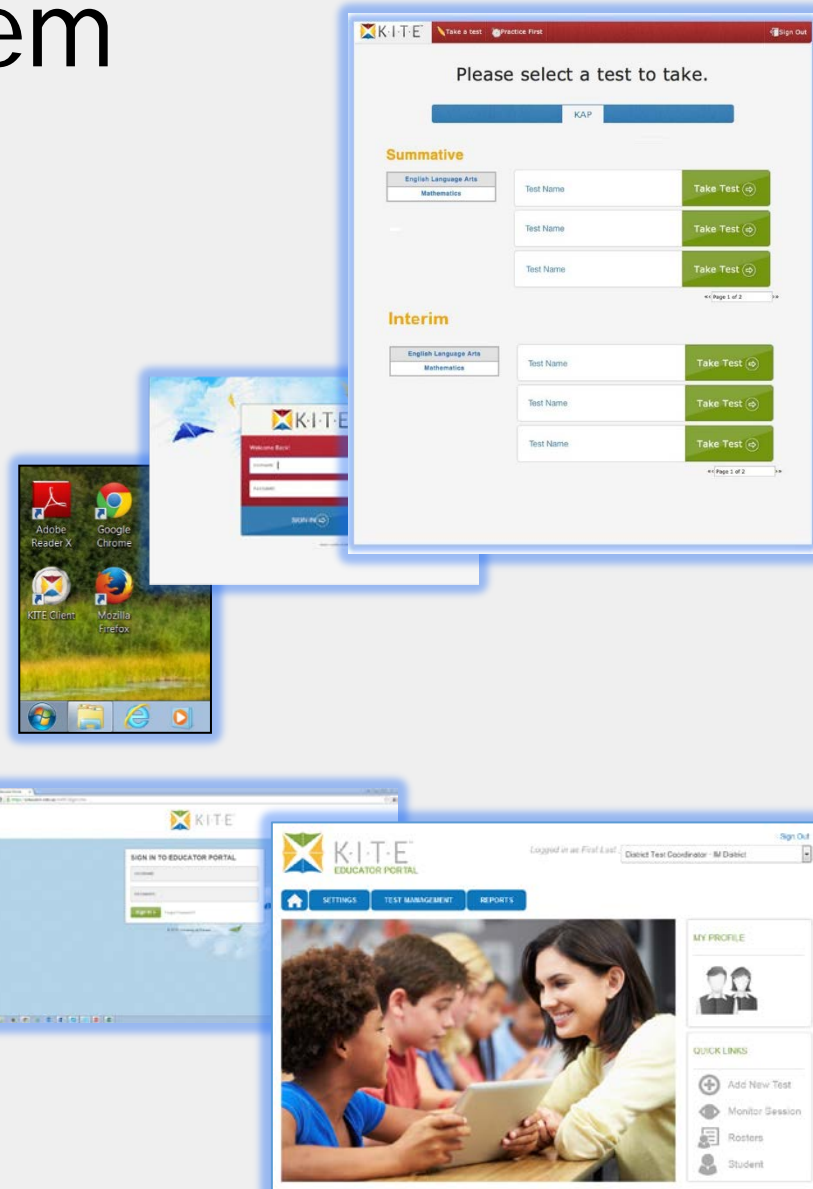 em
K·I·T·E
Take a test
Practice First
Sign Out
Please select a test to take.
KAP
Summative
English Language Arts
Mathematics
Test Name
Take Test
Test Name
Take Test
Test Name
Take Test
Page 1 of 2
Interim
English Language Arts
Mathematics
Test Name
Take Test
Test Name
Take Test
Test Name
Take Test
Page 1 of 2
K·I·T·E
Welcome Back!
SIGN IN
Adobe
Reader X
Google
Chrome
KITE Client
Mozilla
Firefox
KITE
SIGN IN TO EDUCATOR PORTAL
Sign In
K·I·T·E
EDUCATOR PORTAL
Logged in as First Last
District Test Coordinator - IM District
Sign Out
SETTINGS
TEST MANAGEMENT
REPORTS
MY PROFILE
QUICK LINKS
Add New Test
Monitor Session
Rosters
Student